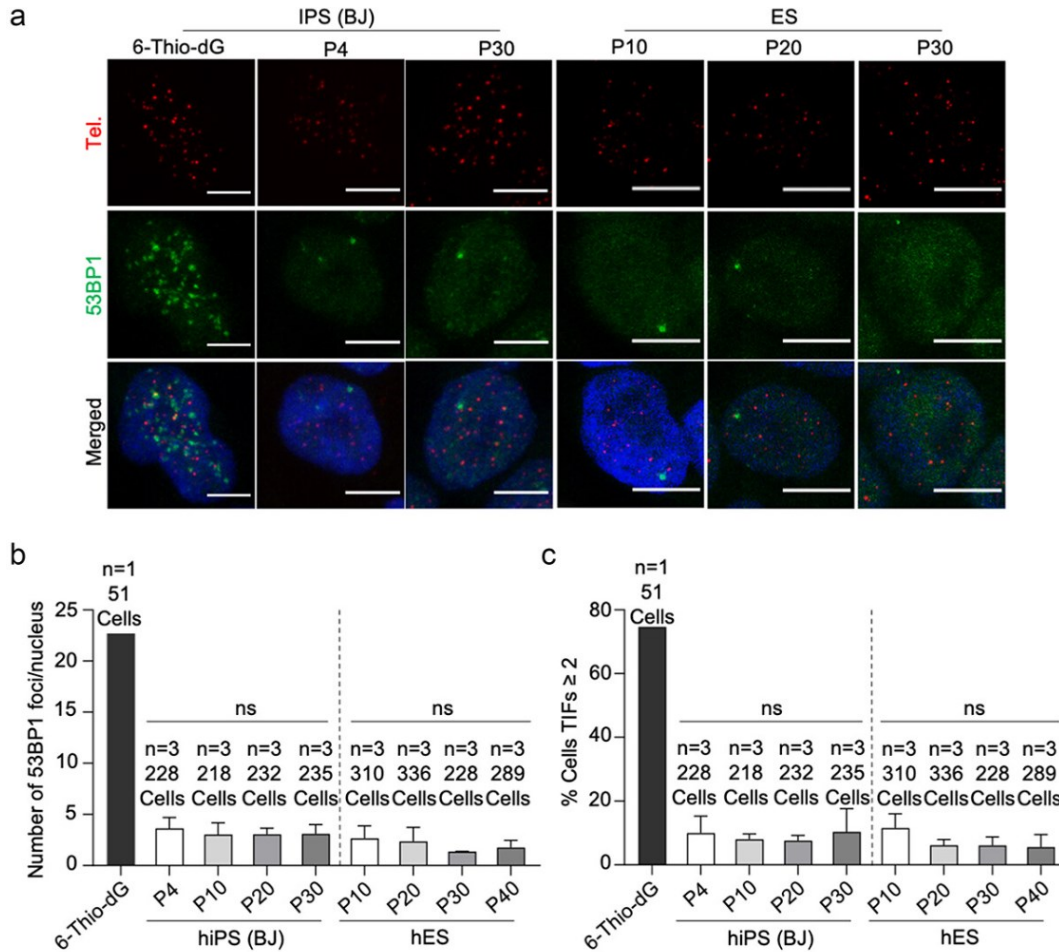 a
IPS (BJ) ES
6-Thio-dG P4 P30 P10 P20 P30
Tel.
53BP1
Merged
b
n=1
51
Cells
Number of 53BP1 foci/nucleus
25
20
15
10
5
0
ns ns
n=3 n=3 n=3 n=3 n=3 n=3 n=3 n=3
228 218 232 235 310 336 228 289
Cells Cells Cells Cells Cells Cells Cells Cells
6-Thio-dG P4 P10 P20 P30 P10 P20 P30 P40
hiPS (BJ) hES
c
n=1
51
Cells
% Cells TIFs ≥ 2
80
60
40
20
0
ns ns
n=3 n=3 n=3 n=3 n=3 n=3 n=3 n=3
228 218 232 235 310 336 228 289
Cells Cells Cells Cells Cells Cells Cells Cells
6-Thio-dG P4 P10 P20 P30 P10 P20 P30 P40
hiPS (BJ) hES